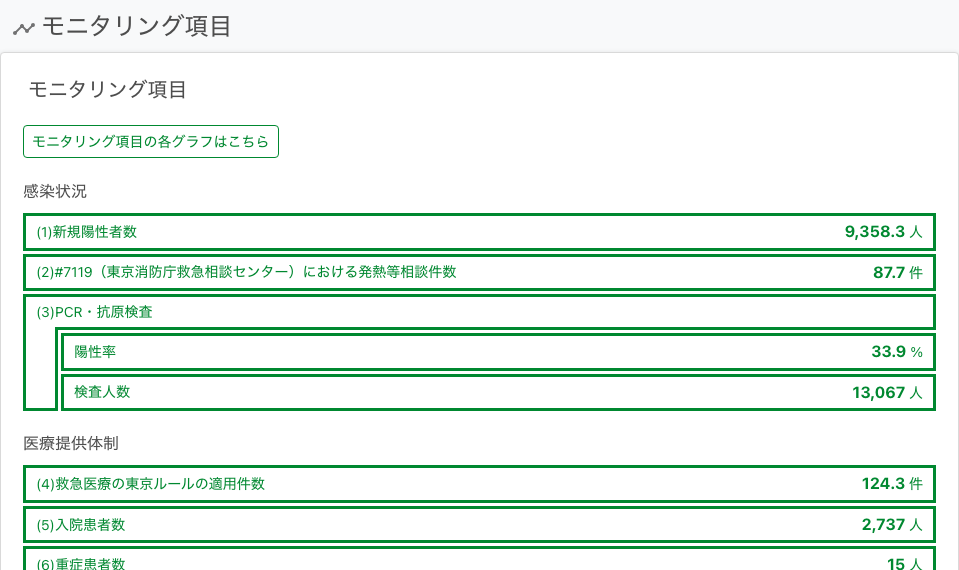 モニタリング項目
モニタリング項目
モニタリング項目の各グラフはこちら
感染状況
(1)新規陽性者数 9,358.3 人
(2)#7119（東京消防庁救急相談センター）における発熱等相談件数 87.7 件
(3)PCR・抗原検査
陽性率 33.9 %
検査人数 13,067 人
医療提供体制
(4)救急医療の東京ルールの適用件数 124.3 件
(5)入院患者数 2,737 人
(6)重症患者数 15 人